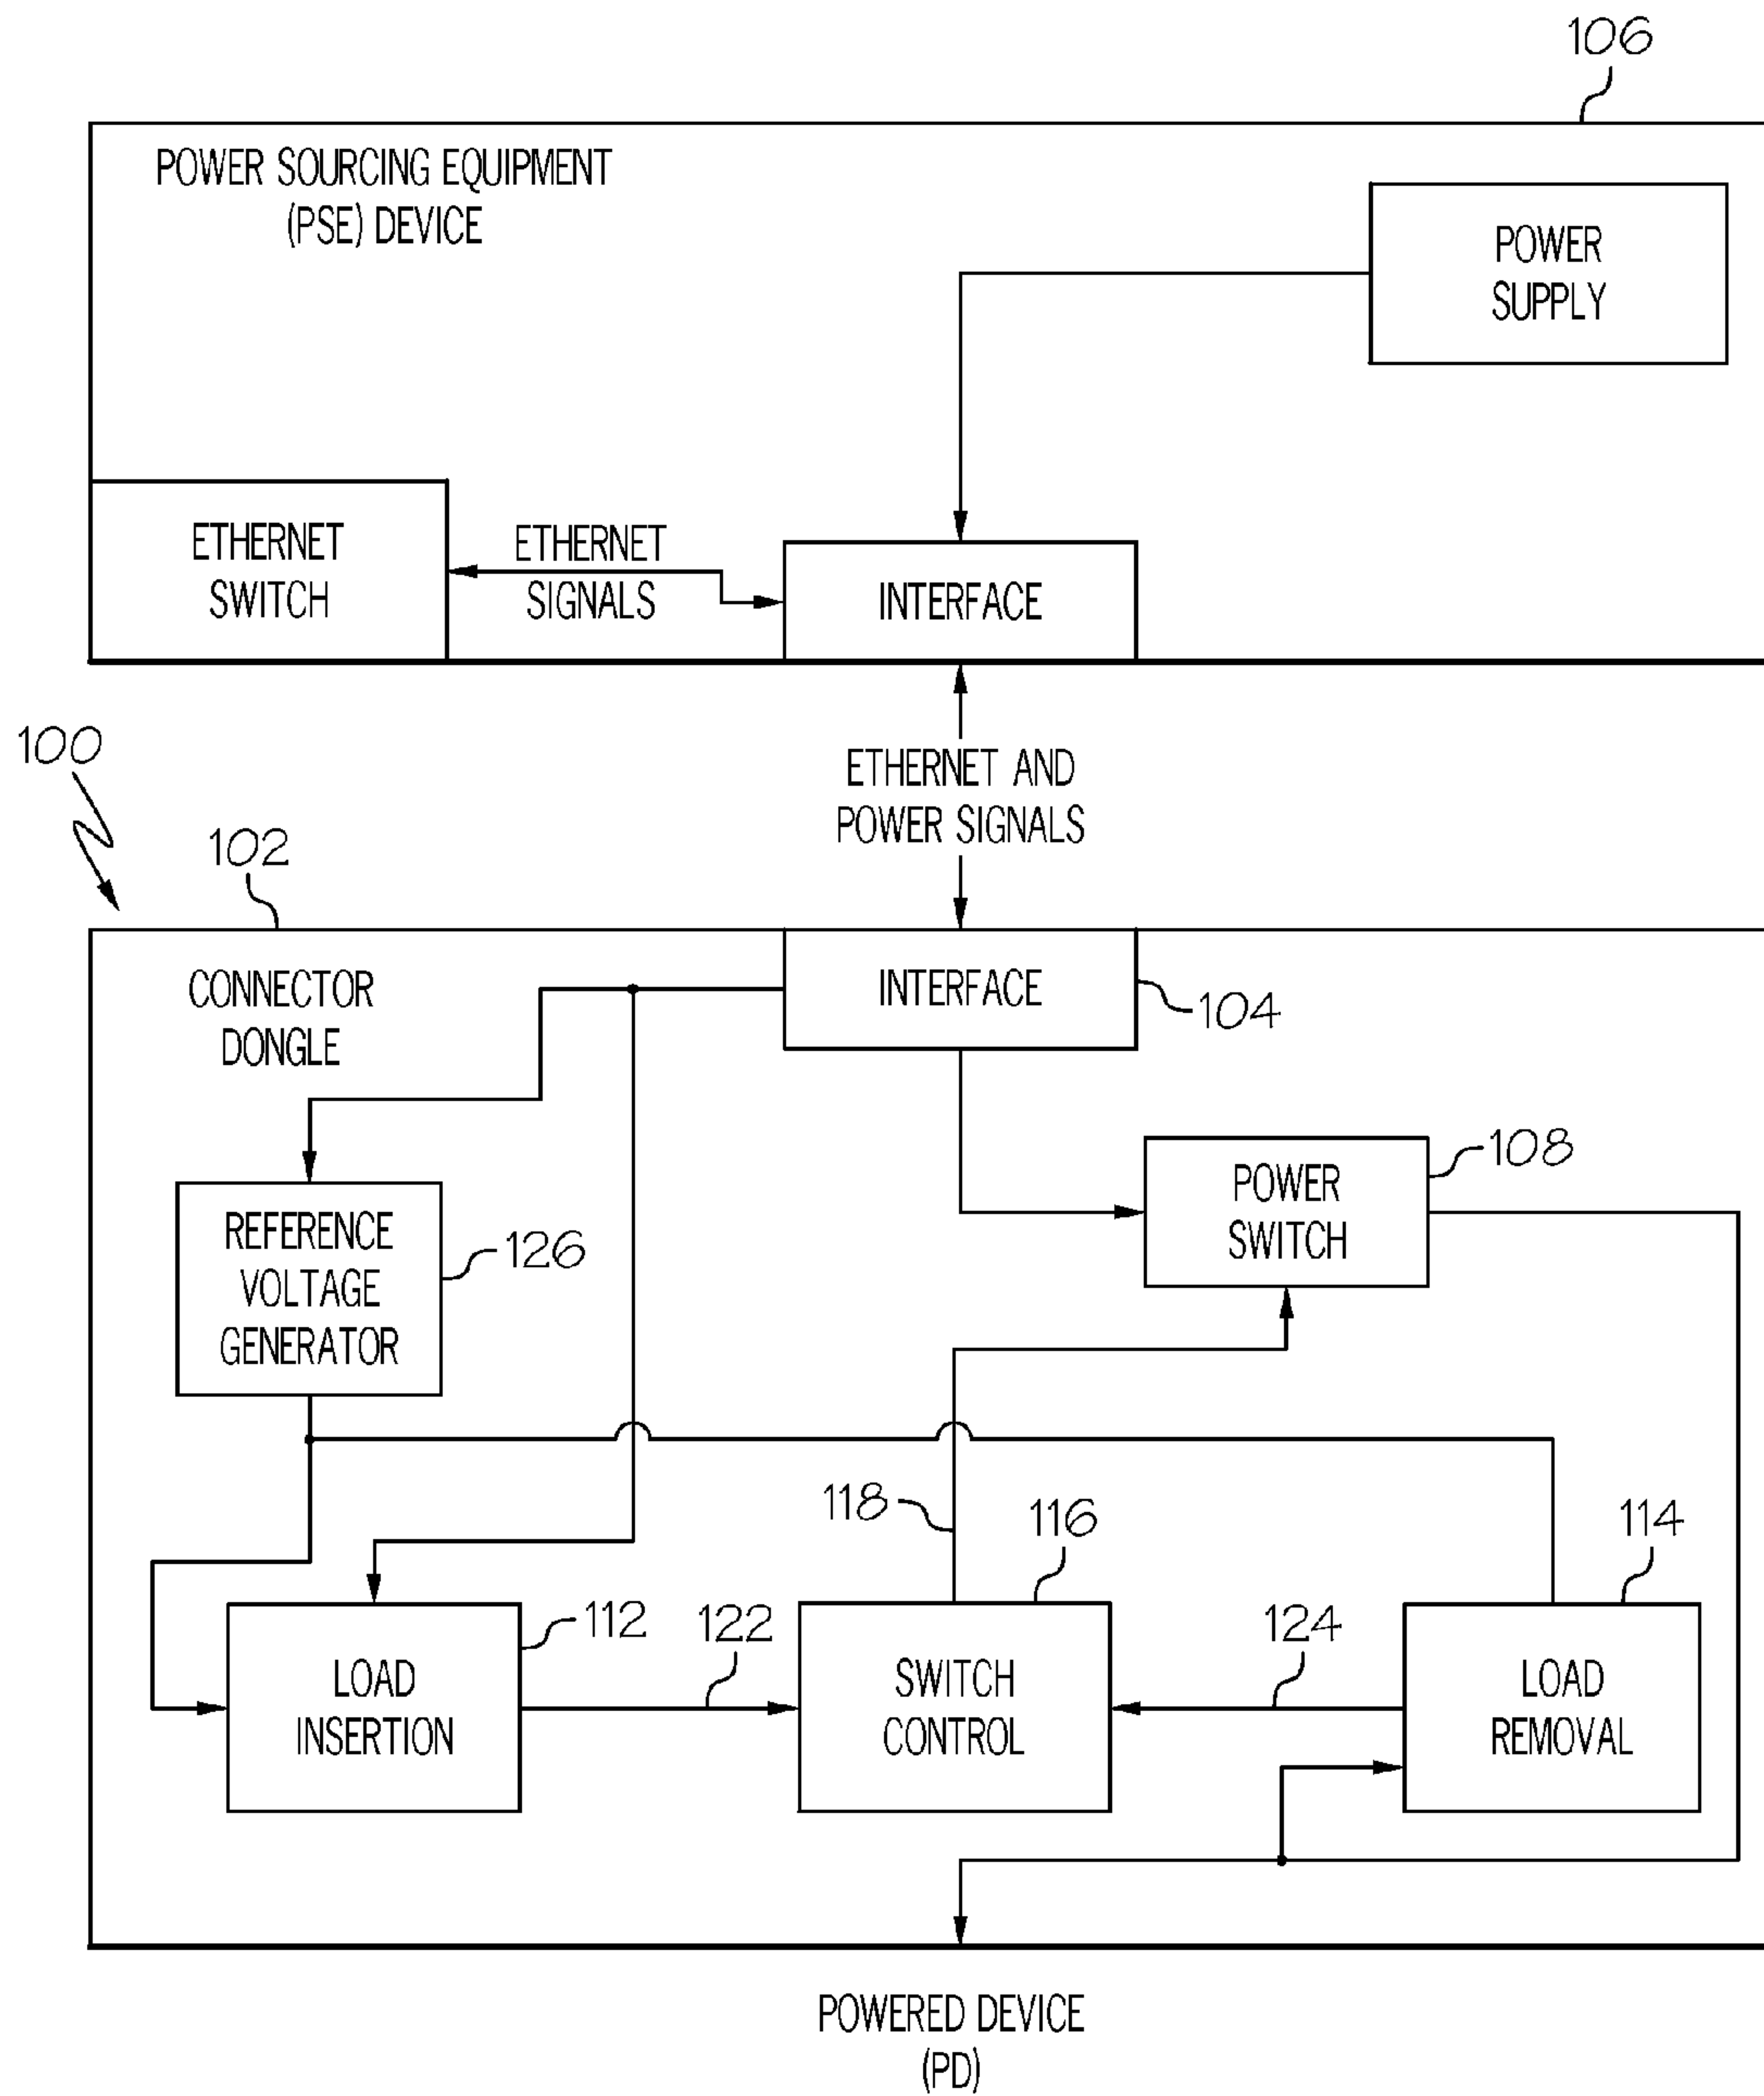 106
POWER SOURCING EQUIPMENT
(PSE) DEVICE
POWER
SUPPLY
ETHERNET
SWITCH
ETHERNET
SIGNALS
INTERFACE
100
ETHERNET AND
POWER SIGNALS
102
CONNECTOR
DONGLE
INTERFACE
104
108
POWER
SWITCH
REFERENCE
VOLTAGE
GENERATOR
126
118
116
114
112
122
124
LOAD
INSERTION
SWITCH
CONTROL
LOAD
REMOVAL
POWERED DEVICE
(PD)